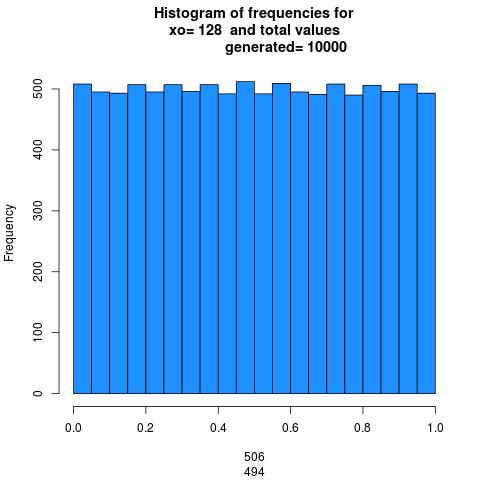 Histogram of frequencies for
xo= 128 and total values
generated= 10000
Frequency
500
400
300
200
100
0
0.0 0.2 0.4 0.6 0.8 1.0
506
494